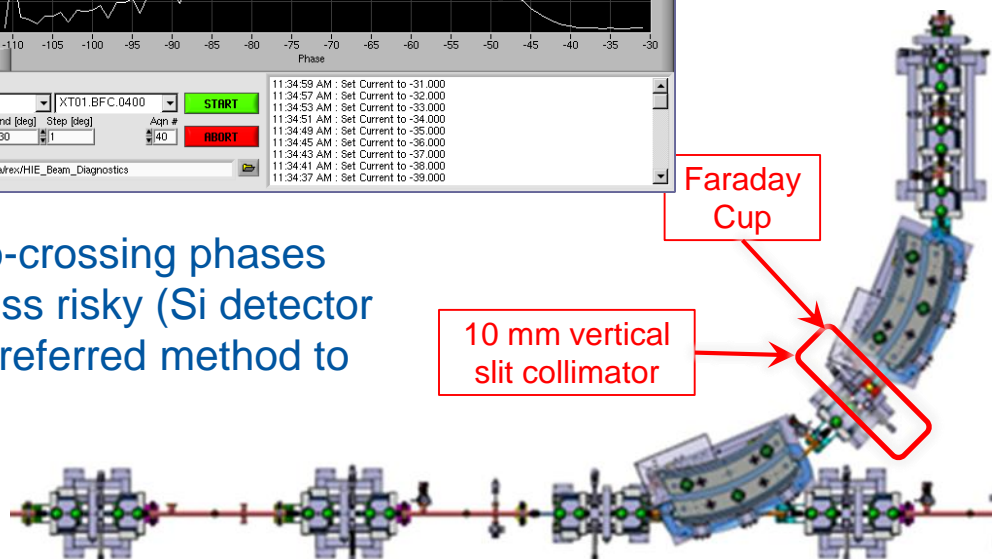 -110 -105 -100 -95 -90 -85 -80 -75 -70 -65 -60 -55 -50 -45 -40 -35 -30
Phase
XT01.BFC.0400 START
nd [deg] Step [deg] Aqn #
30 1 40 ABORT
/rex/HIE_Beam_Diagnostics
11:34:59 AM : Set Current to -31.000
11:34:57 AM : Set Current to -32.000
11:34:53 AM : Set Current to -33.000
11:34:51 AM : Set Current to -34.000
11:34:49 AM : Set Current to -35.000
11:34:45 AM : Set Current to -36.000
11:34:43 AM : Set Current to -37.000
11:34:41 AM : Set Current to -38.000
11:34:37 AM : Set Current to -39.000
Faraday
Cup
-crossing phases
ss risky (Si detector
referred method to
10 mm vertical
slit collimator